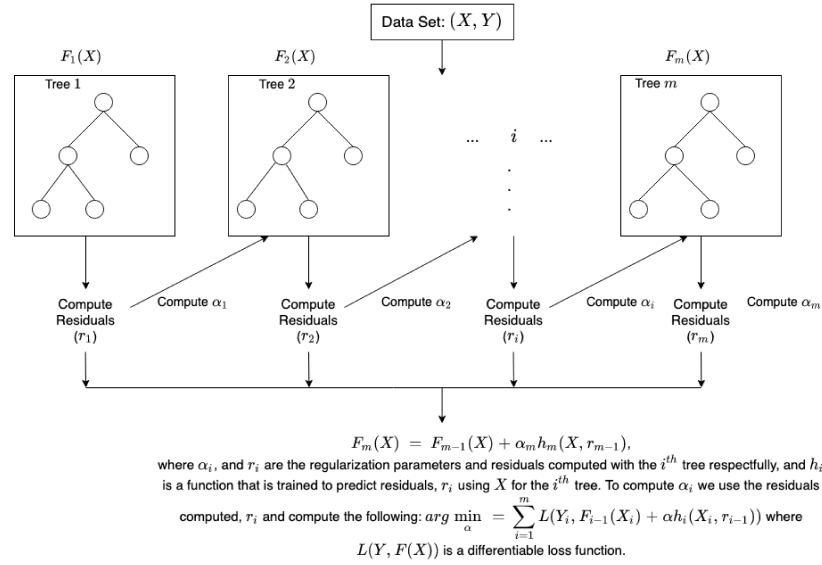 Data Set: (X, Y)
F₁(X)
F₂(X)
Fₘ(X)
Tree 1
Tree 2
Tree m
... i ...
.
.
.
Compute
Residuals
(r₁)
Compute α₁
Compute
Residuals
(r₂)
Compute α₂
Compute
Residuals
(rᵢ)
Compute αᵢ
Compute
Residuals
(rₘ)
Compute αₘ
Fₘ(X) = Fₘ₋₁(X) + αₘhₘ(X, rₘ₋₁),
where αᵢ, and rᵢ are the regularization parameters and residuals computed with the iᵗʰ tree respectfully, and hᵢ
is a function that is trained to predict residuals, rᵢ using X for the iᵗʰ tree. To compute αᵢ we use the residuals
computed, rᵢ and compute the following: arg min_α = ∑_{i=1}^{m} L(Yᵢ, Fᵢ₋₁(Xᵢ) + αhᵢ(Xᵢ, rᵢ₋₁)) where
L(Y, F(X)) is a differentiable loss function.